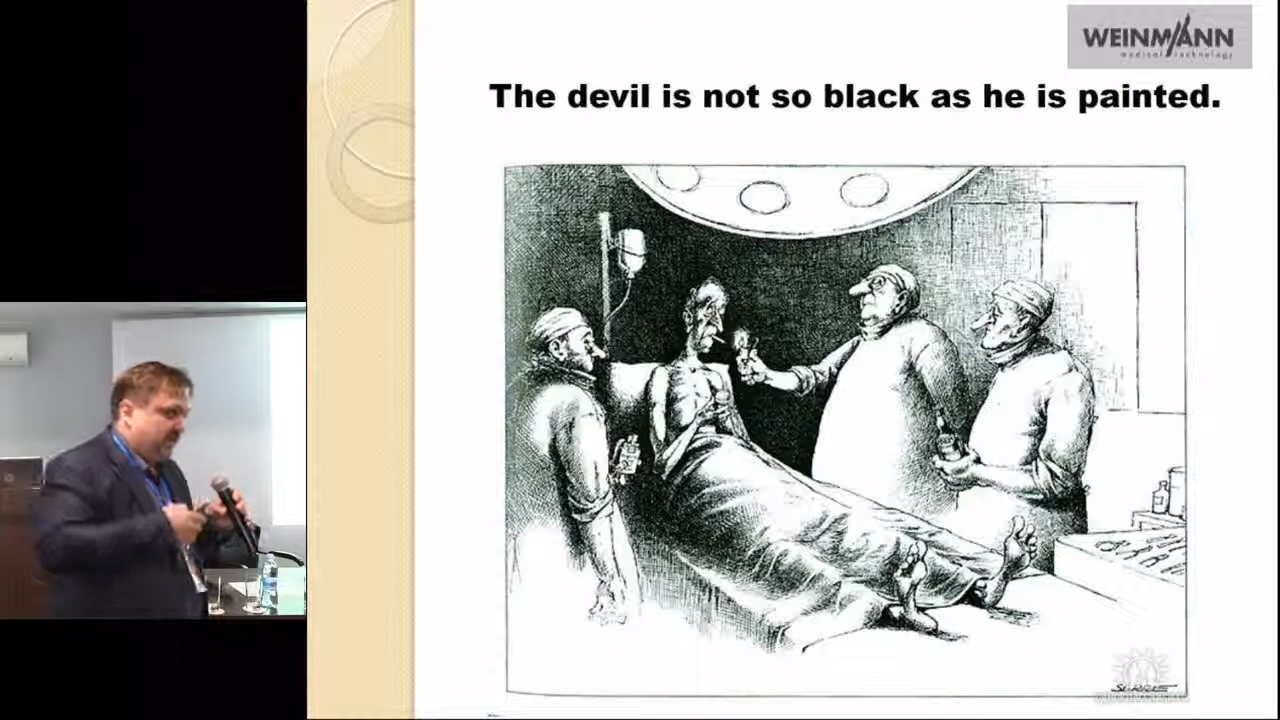 WEINMANN
medical technology
The devil is not so black as he is painted.